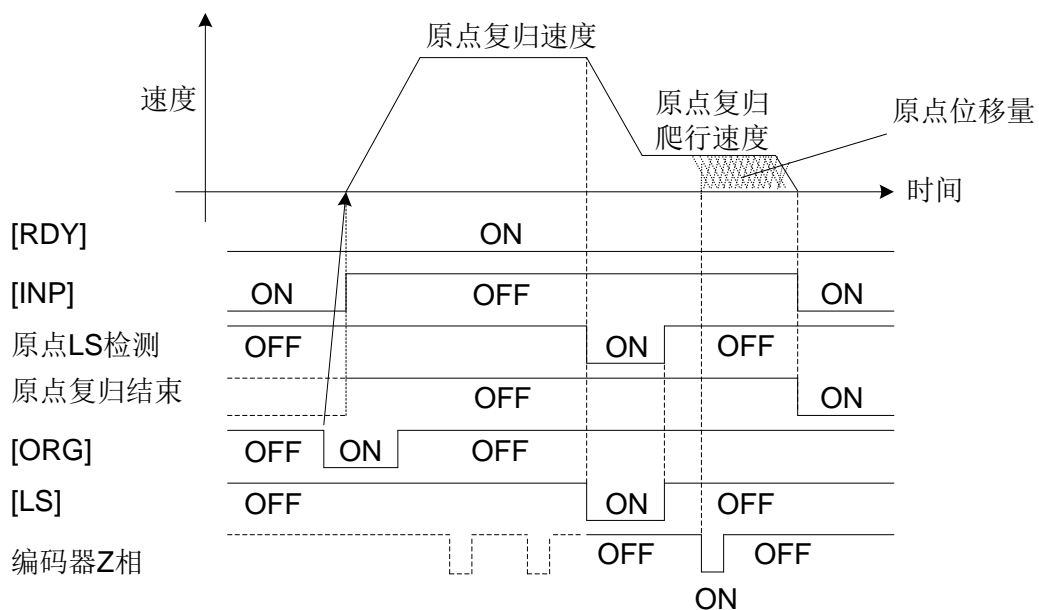 原点复归速度
速度
原点复归
爬行速度
原点位移量
时间
[RDY] ON
[INP] ON OFF ON
原点LS检测 OFF ON OFF
原点复归结束 OFF ON
[ORG] OFF ON OFF
[LS] OFF ON OFF
编码器Z相 OFF OFF
ON